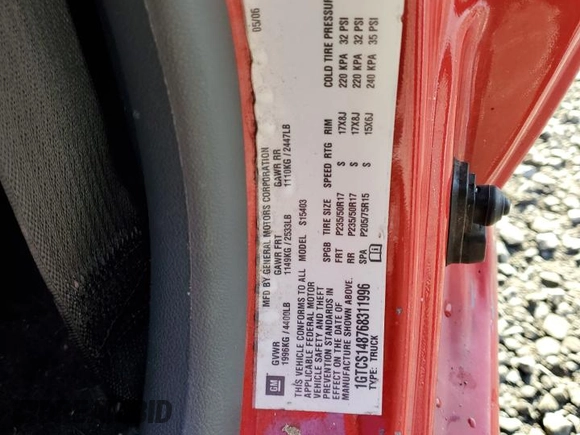 MFD BY GENERAL MOTORS CORPORATION
05/06
GVWR GAWR FRT GAWR RR
1996KG / 4400LB 1149KG / 2533LB 1110KG / 2447LB
GM
THIS VEHICLE CONFORMS TO ALL
APPLICABLE FEDERAL MOTOR
VEHICLE SAFETY AND THEFT
PREVENTION STANDARDS IN
EFFECT ON THE DATE OF
MANUFACTURE SHOWN ABOVE.
1GTCS148768311996
TYPE: TRUCK
MODEL S15403
SPGB TIRE SIZE SPEED RTG RIM COLD TIRE PRESSURE
FRT P235/50R17 S 17X8J 220 KPA 32 PSI
RR P235/50R17 S 17X8J 220 KPA 32 PSI
SPA P205/75R15 S 15X6J 240 KPA 35 PSI